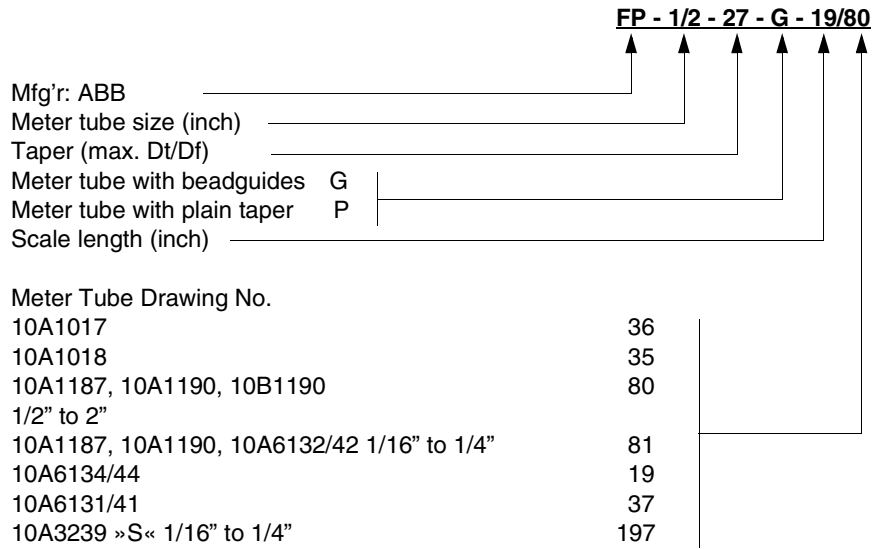 FP - 1/2 - 27 - G - 19/80
Mfg'r: ABB
Meter tube size (inch)
Taper (max. Dt/Df)
Meter tube with beadguides G
Meter tube with plain taper P
Scale length (inch)
Meter Tube Drawing No.
10A1017 36
10A1018 35
10A1187, 10A1190, 10B1190 80
1/2” to 2”
10A1187, 10A1190, 10A6132/42 1/16” to 1/4” 81
10A6134/44 19
10A6131/41 37
10A3239 »S« 1/16” to 1/4” 197